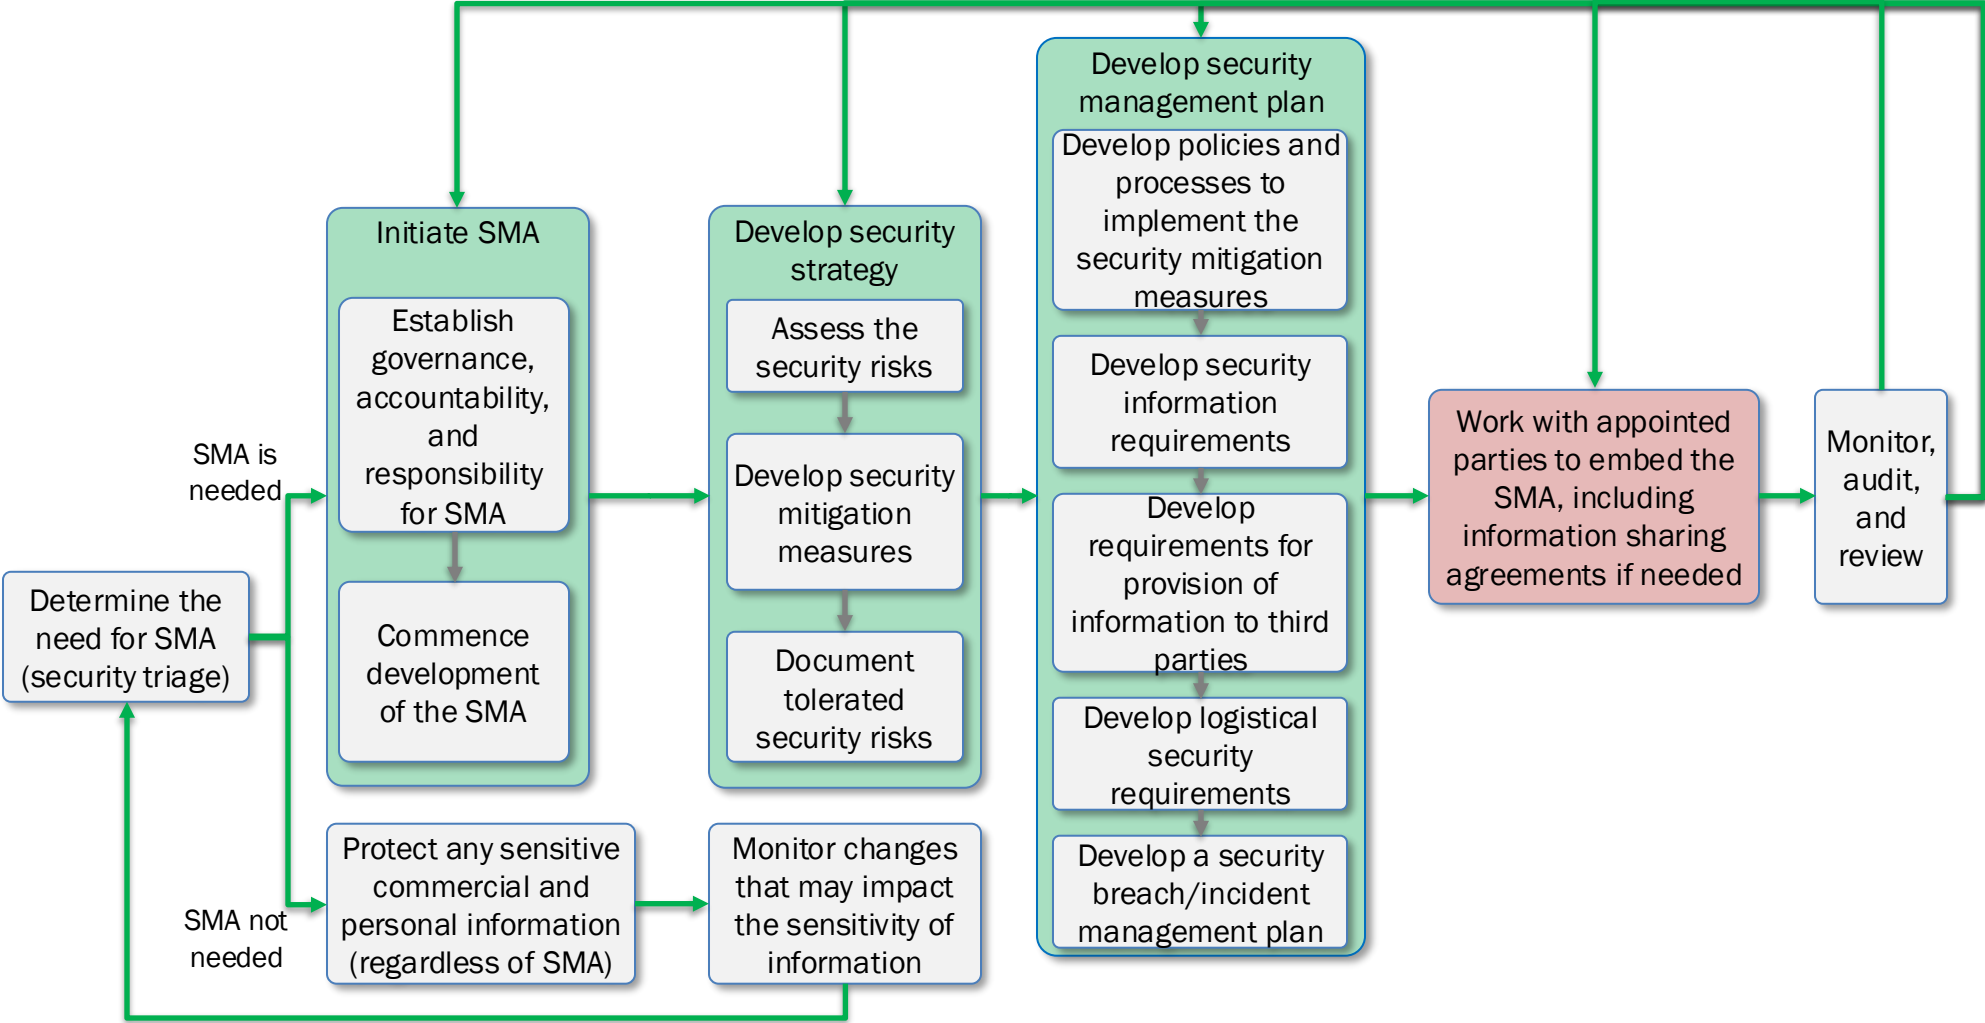 Determine the
need for SMA
(security triage)
SMA is
needed
SMA not
needed
Initiate SMA
Establish
governance,
accountability,
and
responsibility
for SMA
Commence
development
of the SMA
Protect any sensitive
commercial and
personal information
(regardless of SMA)
Develop security
strategy
Assess the
security risks
Develop security
mitigation
measures
Document
tolerated
security risks
Monitor changes
that may impact
the sensitivity of
information
Develop security
management plan
Develop policies and
processes to
implement the
security mitigation
measures
Develop security
information
requirements
Develop
requirements for
provision of
information to third
parties
Develop logistical
security
requirements
Develop a security
breach/incident
management plan
Work with appointed
parties to embed the
SMA, including
information sharing
agreements if needed
Monitor,
audit,
and
review